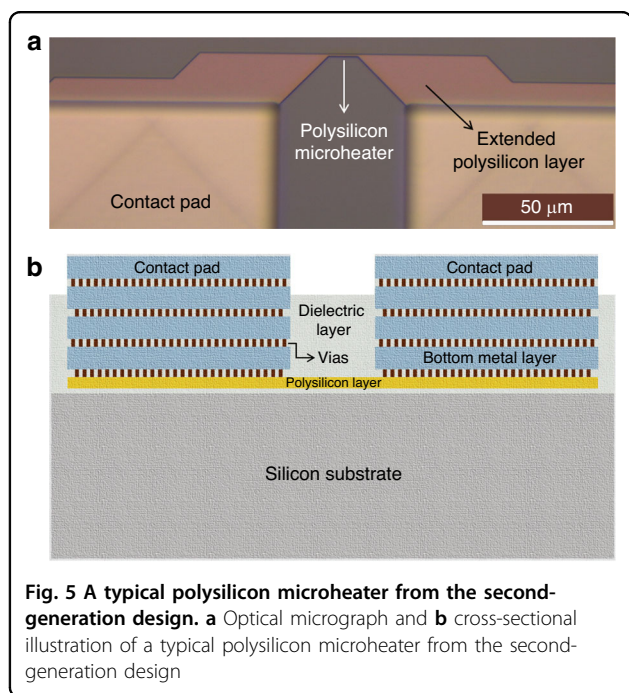 a
Polysilicon
microheater
Extended
polysilicon layer
Contact pad
50 μm
b
Contact pad
Contact pad
Dielectric
layer
Vias
Bottom metal layer
Polysilicon layer
Silicon substrate
Fig. 5 A typical polysilicon microheater from the second-
generation design. a Optical micrograph and b cross-sectional
illustration of a typical polysilicon microheater from the second-
generation design